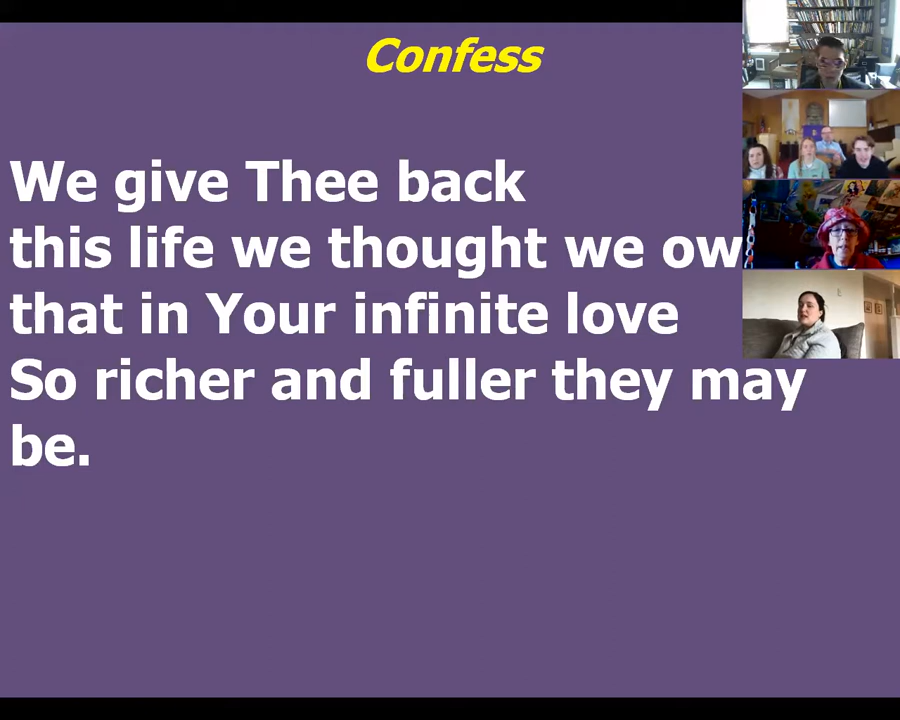 Confess
We give Thee back
this life we thought we ow
that in Your infinite love
So richer and fuller they may
be.